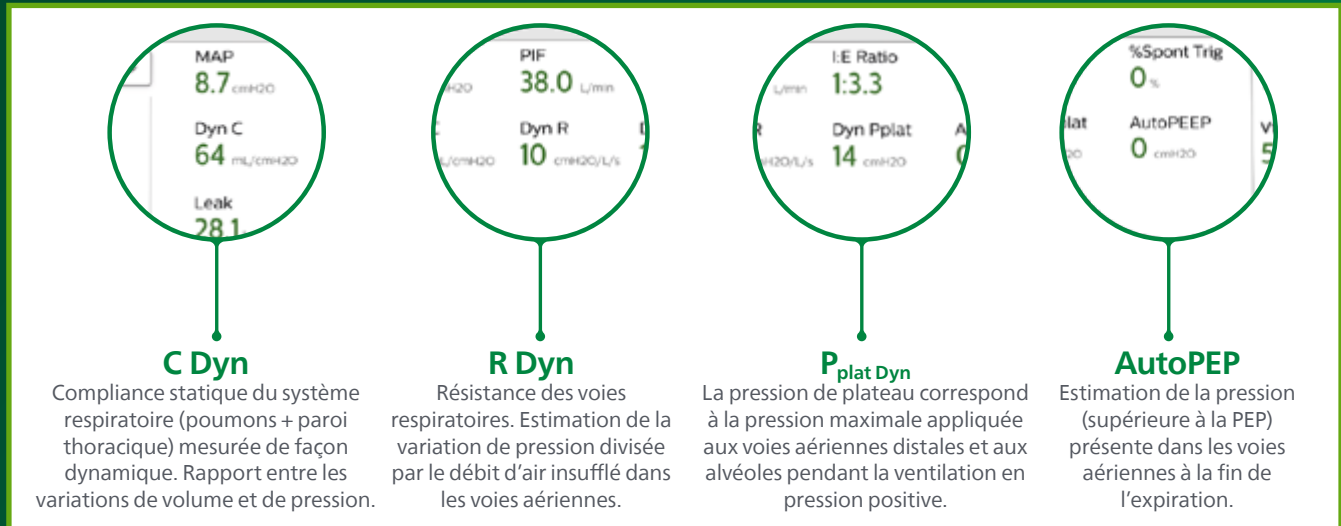 MAP
8.7 cmH2O
Dyn C
64 mL/cmH2O
Leak
28.1
PIF
38.0 L/min
Dyn R
L/cmH2O 10 cmH2O/L/s
I:E Ratio
L/min 1:3.3
Dyn Pplat
14 cmH2O
%Spont Trig
0 %
AutoPEEP
0 cmH2O
C Dyn
Compliance statique du système
respiratoire (poumons + paroi
thoracique) mesurée de façon
dynamique. Rapport entre les
variations de volume et de pression.
R Dyn
Résistance des voies
respiratoires. Estimation de la
variation de pression divisée
par le débit d’air insufflé dans
les voies aériennes.
Pplat Dyn
La pression de plateau correspond
à la pression maximale appliquée
aux voies aériennes distales et aux
alvéoles pendant la ventilation en
pression positive.
AutoPEP
Estimation de la pression
(supérieure à la PEP)
présente dans les voies
aériennes à la fin de
l’expiration.